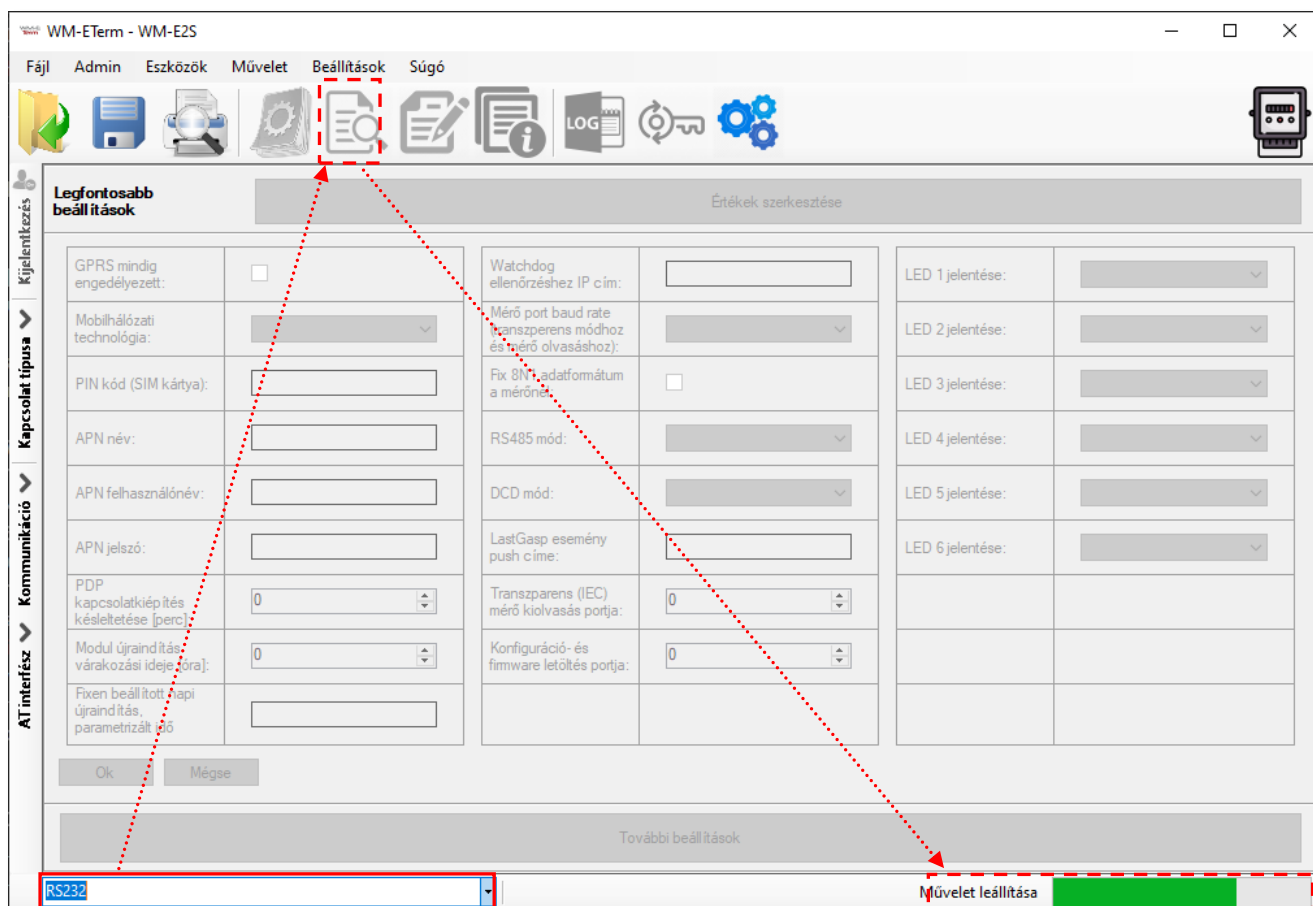 WM-ETerm - WM-E2S
Fájl Admin Eszközök Művelet Beállítások Súgó
LOG
Kijelentkezés
Kapcsolat típusa
Kommunikáció
AT interfész
Legfontosabb
beállítások
Értékek szerkesztése
GPRS mindig
engedélyezett:
Mobilhálózati
technológia:
PIN kód (SIM kártya):
APN név:
APN felhasználónév:
APN jelszó:
PDP
kapcsolatkiépítés
késleltetése [perc]:
0
Modul újraindítás
várakozási ideje [óra]:
0
Fixen beállított napi
újraindítás,
parametrizált idő
Watchdog
ellenőrzéshez IP cím:
Mérő port baud rate
(transzperens módhoz
és mérő olvasáshoz):
Fix 8N1 adatformátum
a mérőnél:
RS485 mód:
DCD mód:
LastGasp esemény
push címe:
Transzparens (IEC)
mérő kiolvasás portja:
0
Konfiguráció- és
firmware letöltés portja:
0
LED 1 jelentése:
LED 2 jelentése:
LED 3 jelentése:
LED 4 jelentése:
LED 5 jelentése:
LED 6 jelentése:
Ok Mégse
További beállítások
RS232
Művelet leállítása